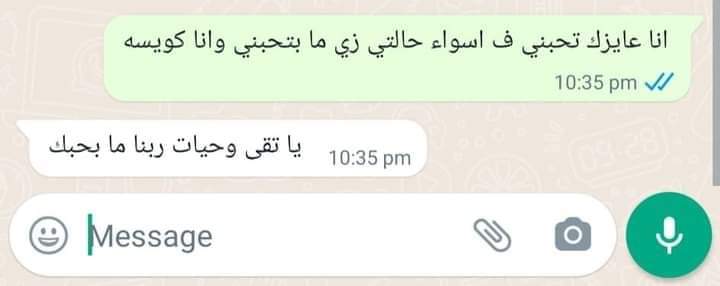 انا عايزك تحبني ف اسواء حالتي زي ما بتحبني وانا كويسه
10:35 pm
يا تقى وحيات ربنا ما بحبك
10:35 pm
Message